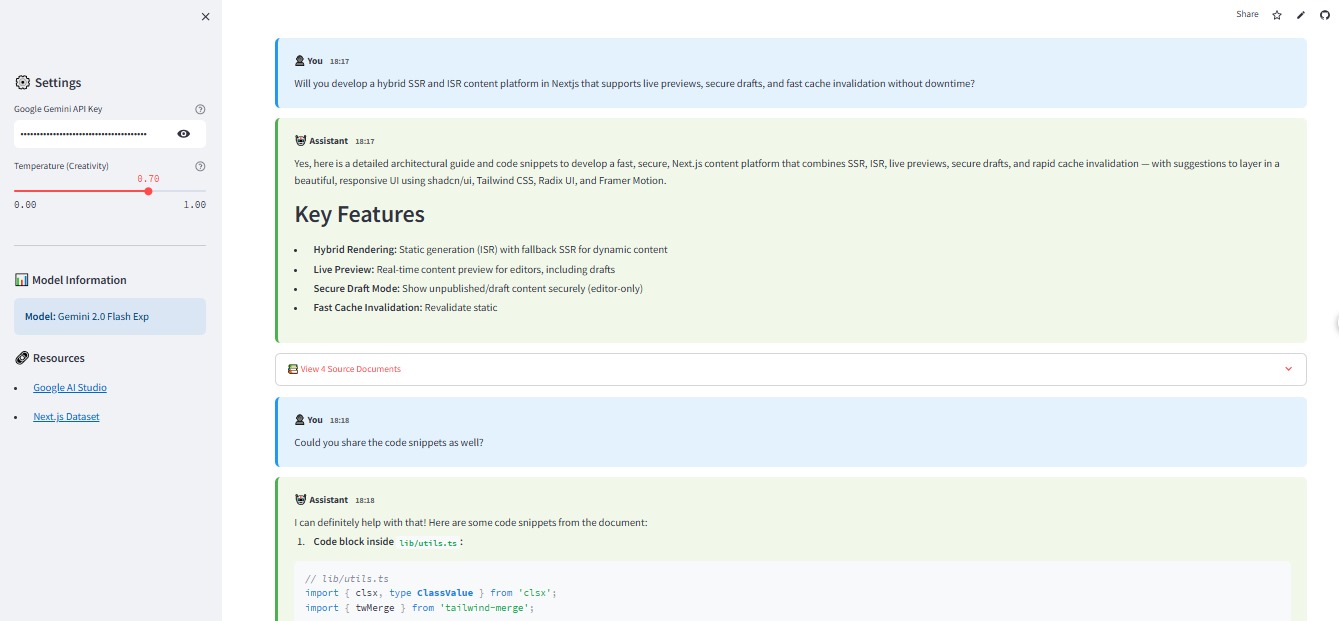 Share
Settings
Google Gemini API Key
••••••••••••••••••••••••••••••••••••••••
Temperature (Creativity)
0.70
0.00 1.00
Model Information
Model: Gemini 2.0 Flash Exp
Resources
• Google AI Studio
• Next.js Dataset
You 18:17
Will you develop a hybrid SSR and ISR content platform in Nextjs that supports live previews, secure drafts, and fast cache invalidation without downtime?
Assistant 18:17
Yes, here is a detailed architectural guide and code snippets to develop a fast, secure, Next.js content platform that combines SSR, ISR, live previews, secure drafts, and rapid cache invalidation — with suggestions to layer in a
beautiful, responsive UI using shadcn/ui, Tailwind CSS, Radix UI, and Framer Motion.
Key Features
• Hybrid Rendering: Static generation (ISR) with fallback SSR for dynamic content
• Live Preview: Real-time content preview for editors, including drafts
• Secure Draft Mode: Show unpublished/draft content securely (editor-only)
• Fast Cache Invalidation: Revalidate static
View 4 Source Documents
You 18:18
Could you share the code snippets as well?
Assistant 18:18
I can definitely help with that! Here are some code snippets from the document:
1. Code block inside lib/utils.ts :
// lib/utils.ts
import { clsx, type ClassValue } from 'clsx';
import { twMerge } from 'tailwind-merge';